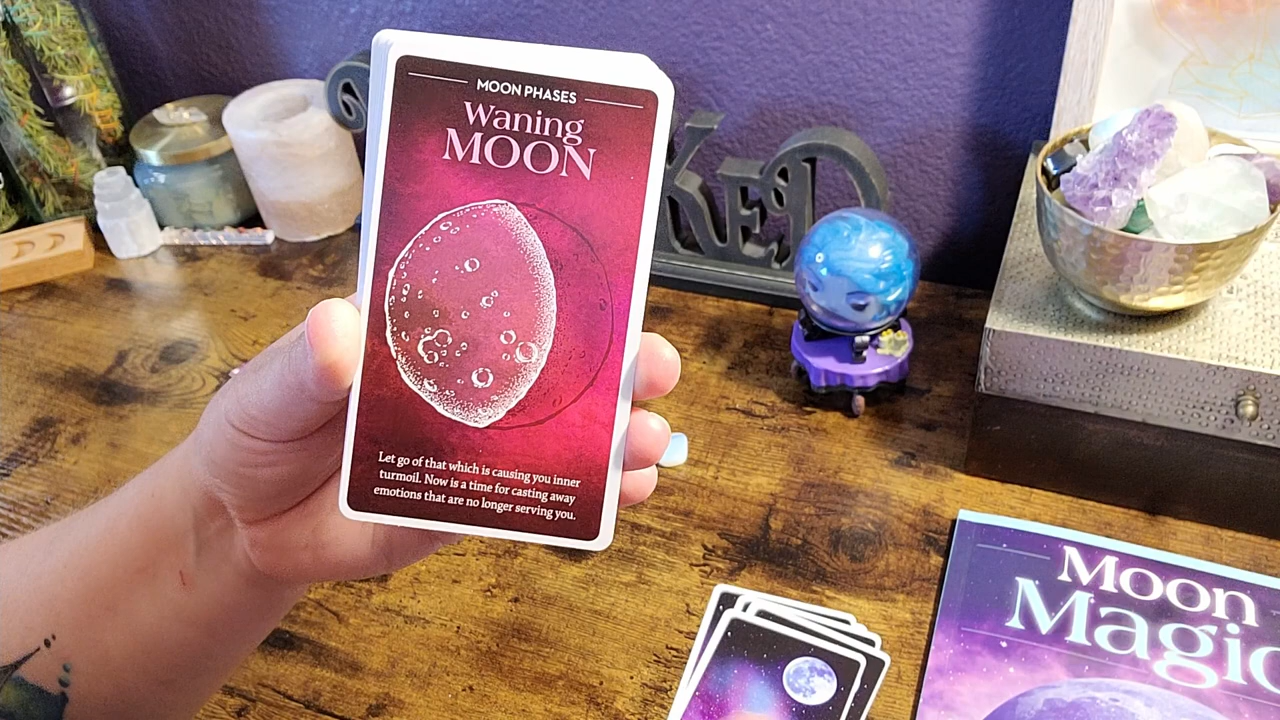 MOON PHASES
Waning
MOON
Let go of that which is causing you inner
turmoil. Now is a time for casting away
emotions that are no longer serving you.
Moon
Magic